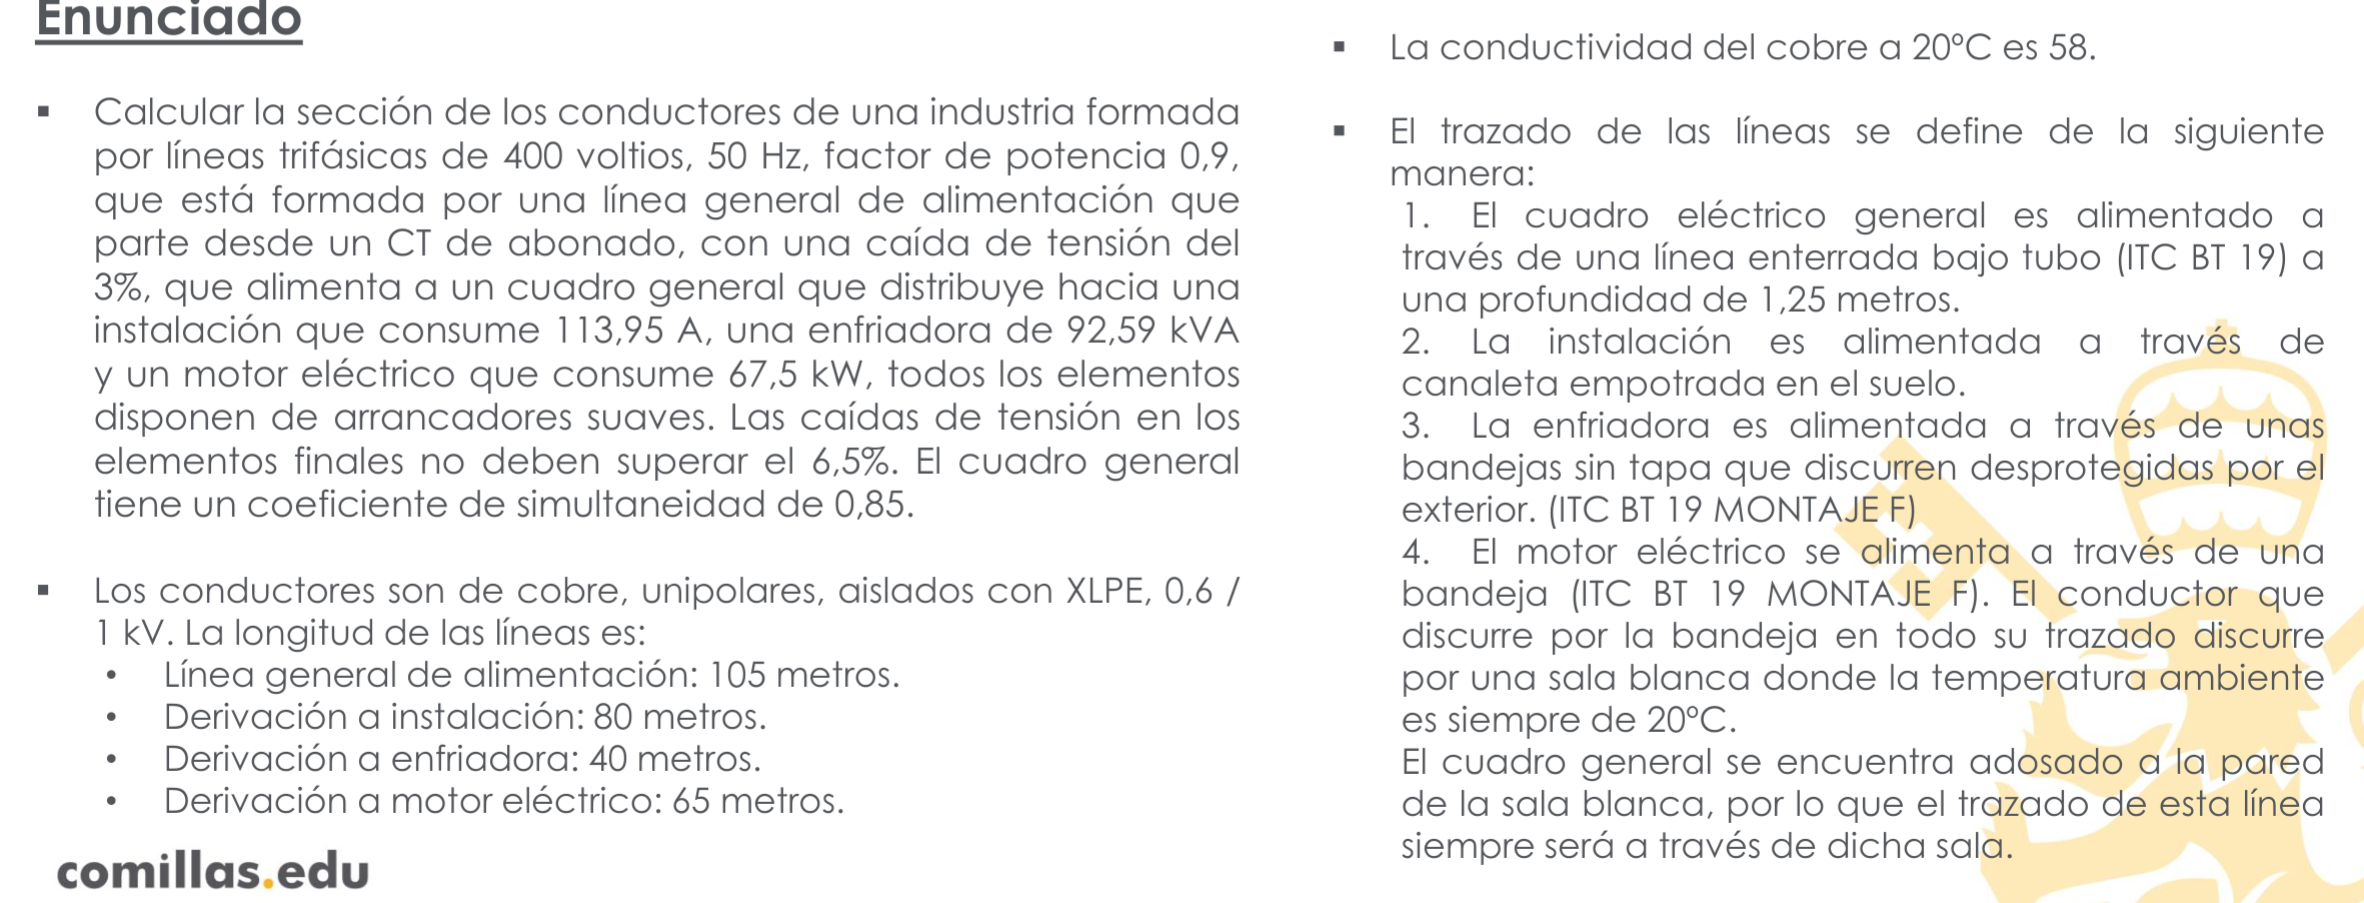 Enunciado
▪ Calcular la sección de los conductores de una industria formada
por líneas trifásicas de 400 voltios, 50 Hz, factor de potencia 0,9,
que está formada por una línea general de alimentación que
parte desde un CT de abonado, con una caída de tensión del
3%, que alimenta a un cuadro general que distribuye hacia una
instalación que consume 113,95 A, una enfriadora de 92,59 kVA
y un motor eléctrico que consume 67,5 kW, todos los elementos
disponen de arrancadores suaves. Las caídas de tensión en los
elementos finales no deben superar el 6,5%. El cuadro general
tiene un coeficiente de simultaneidad de 0,85.
▪ Los conductores son de cobre, unipolares, aislados con XLPE, 0,6 /
1 kV. La longitud de las líneas es:
• Línea general de alimentación: 105 metros.
• Derivación a instalación: 80 metros.
• Derivación a enfriadora: 40 metros.
• Derivación a motor eléctrico: 65 metros.
comillas.edu
▪ La conductividad del cobre a 20ºC es 58.
▪ El trazado de las líneas se define de la siguiente
manera:
1. El cuadro eléctrico general es alimentado a
través de una línea enterrada bajo tubo (ITC BT 19) a
una profundidad de 1,25 metros.
2. La instalación es alimentada a través de
canaleta empotrada en el suelo.
3. La enfriadora es alimentada a través de unas
bandejas sin tapa que discurren desprotegidas por el
exterior. (ITC BT 19 MONTAJE F)
4. El motor eléctrico se alimenta a través de una
bandeja (ITC BT 19 MONTAJE F). El conductor que
discurre por la bandeja en todo su trazado discurre
por una sala blanca donde la temperatura ambiente
es siempre de 20ºC.
El cuadro general se encuentra adosado a la pared
de la sala blanca, por lo que el trazado de esta línea
siempre será a través de dicha sala.